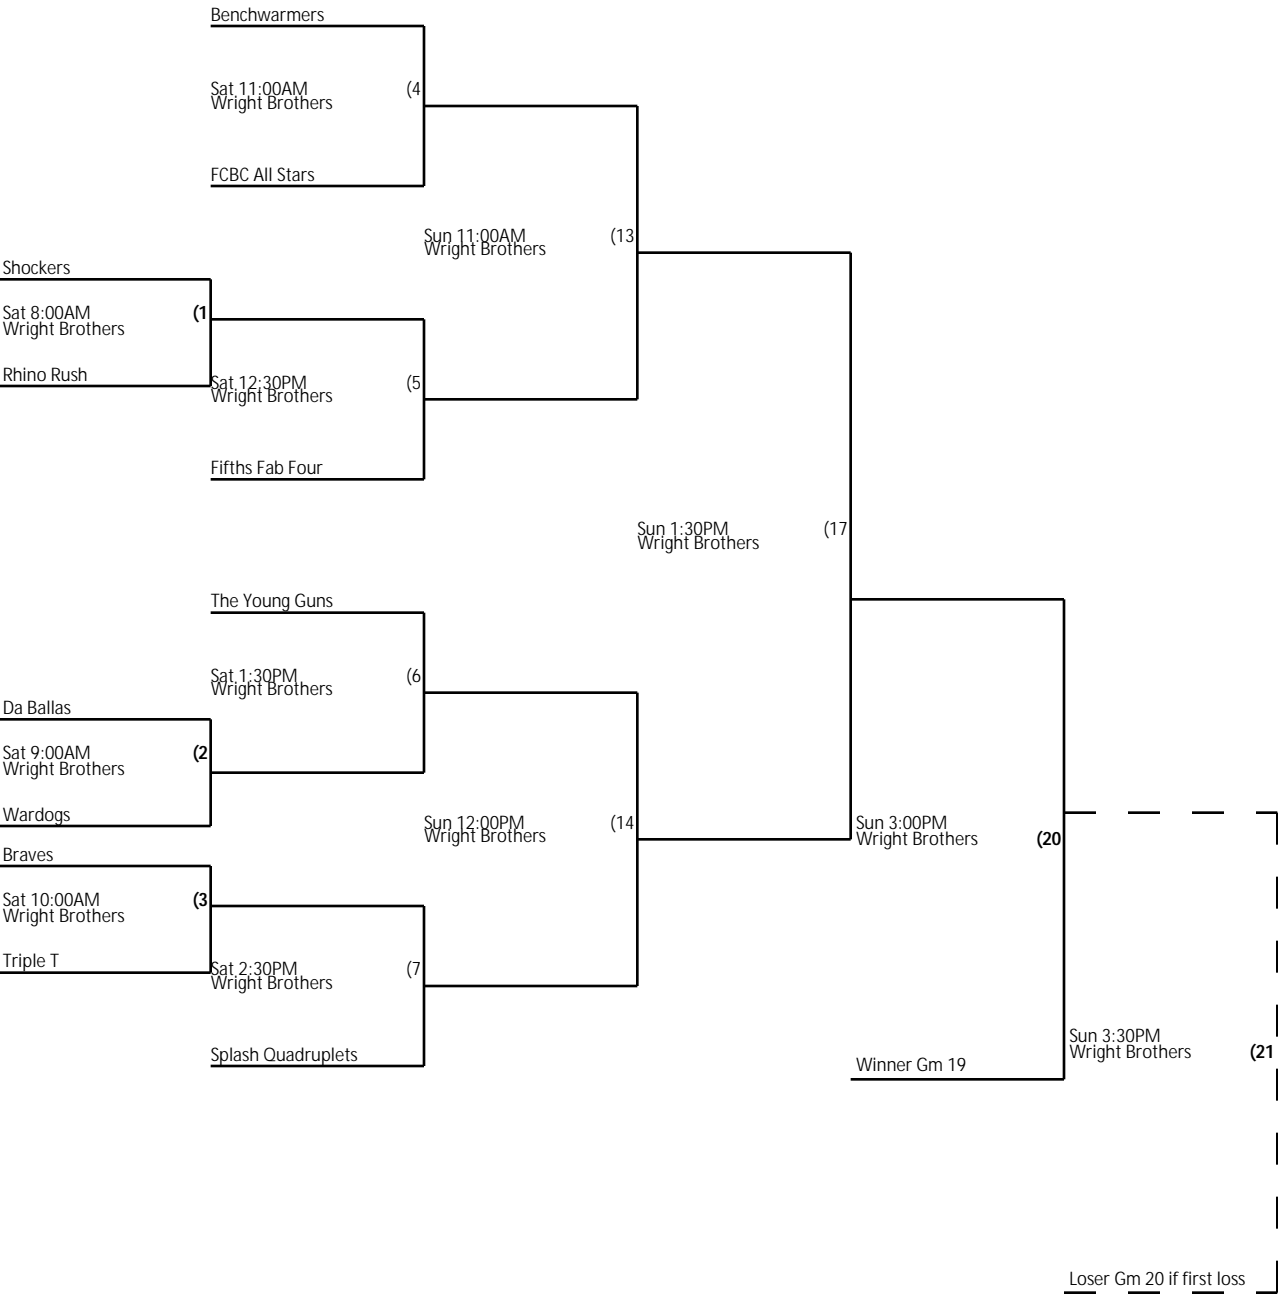 Benchwarmers
Sat 11:00AM (4
Wright Brothers
FCBC All Stars
Sun 11:00AM (13
Wright Brothers
Shockers
Sat 8:00AM (1
Wright Brothers
Rhino Rush
Sat 12:30PM (5
Wright Brothers
Fifths Fab Four
Sun 1:30PM (17
Wright Brothers
The Young Guns
Sat 1:30PM (6
Wright Brothers
Da Ballas
Sat 9:00AM (2
Wright Brothers
Wardogs
Sun 12:00PM (14
Wright Brothers
Sun 3:00PM
Wright Brothers (20
Braves
Sat 10:00AM (3
Wright Brothers
Triple T
Sat 2:30PM (7
Wright Brothers
Splash Quadruplets
Sun 3:30PM
Wright Brothers (21
Winner Gm 19
Loser Gm 20 if first loss